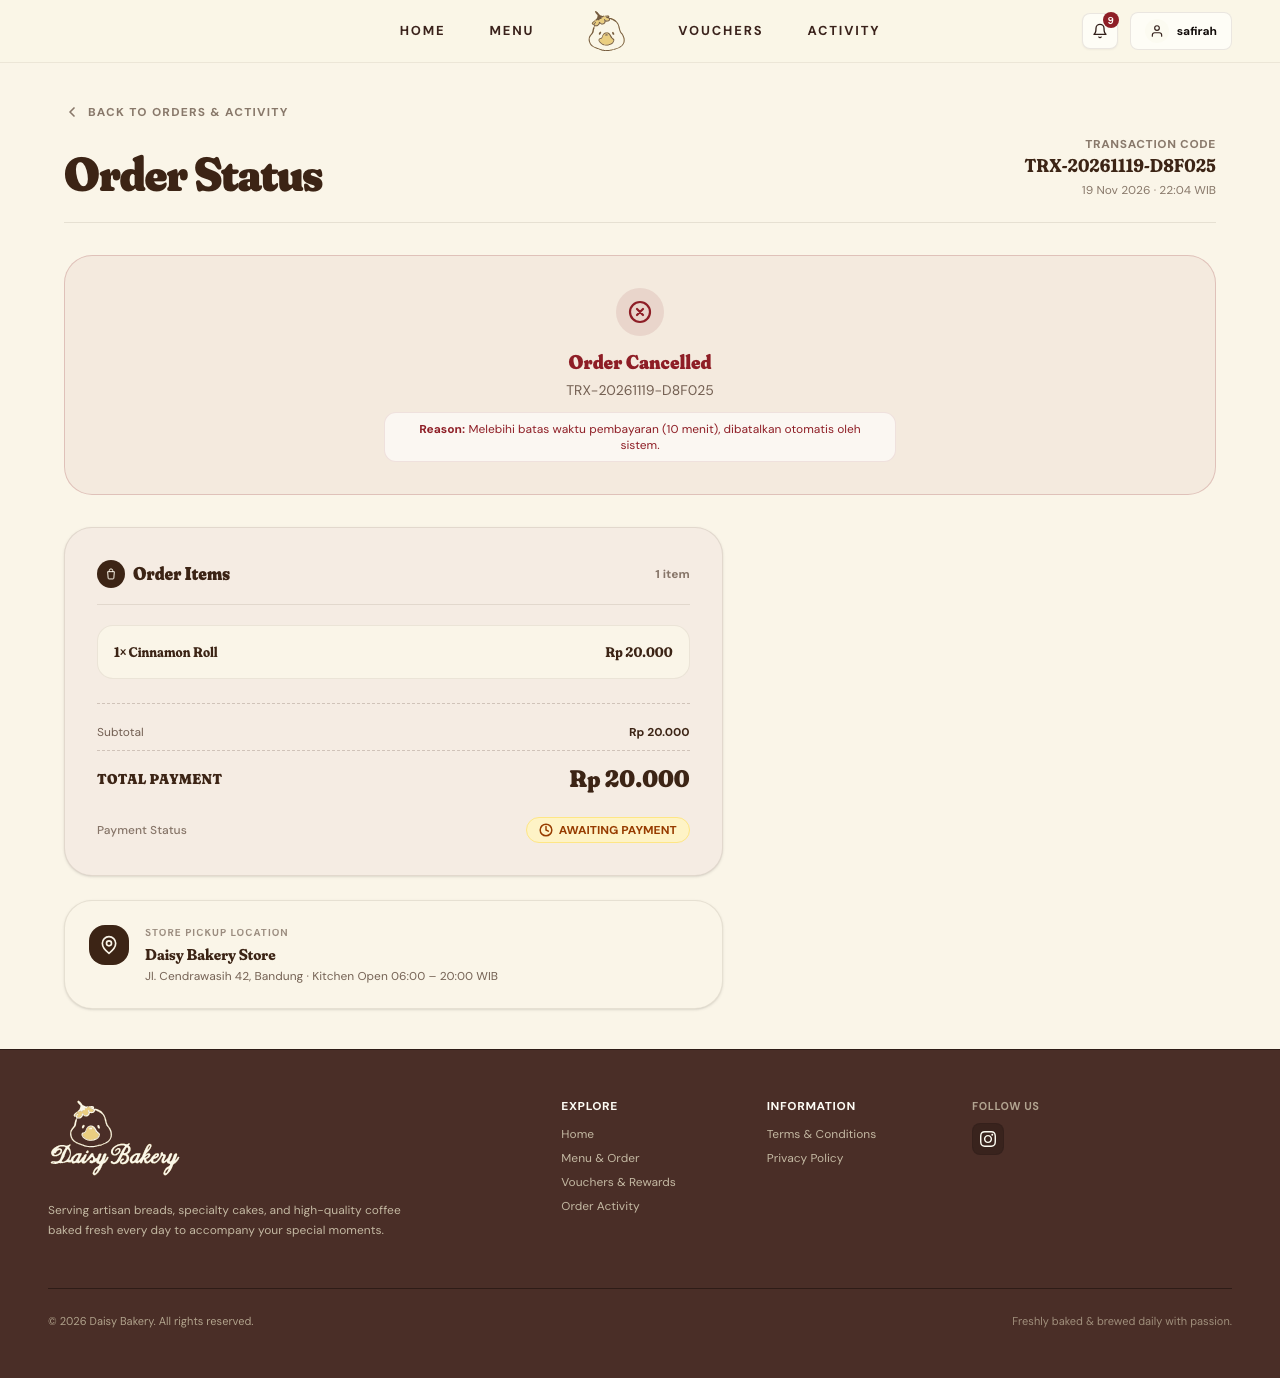 HOME
MENU
VOUCHERS
ACTIVITY
9
safirah
BACK TO ORDERS & ACTIVITY
Order Status
TRANSACTION CODE
TRX-20261119-D8F025
19 Nov 2026 · 22:04 WIB
Order Cancelled
TRX-20261119-D8F025
Reason: Melebihi batas waktu pembayaran (10 menit), dibatalkan otomatis oleh
sistem.
Order Items
1 item
1× Cinnamon Roll
Rp 20.000
Subtotal
Rp 20.000
TOTAL PAYMENT
Rp 20.000
Payment Status
AWAITING PAYMENT
STORE PICKUP LOCATION
Daisy Bakery Store
Jl. Cendrawasih 42, Bandung · Kitchen Open 06:00 – 20:00 WIB
Daisy Bakery
Serving artisan breads, specialty cakes, and high-quality coffee
baked fresh every day to accompany your special moments.
EXPLORE
Home
Menu & Order
Vouchers & Rewards
Order Activity
INFORMATION
Terms & Conditions
Privacy Policy
FOLLOW US
© 2026 Daisy Bakery. All rights reserved.
Freshly baked & brewed daily with passion.